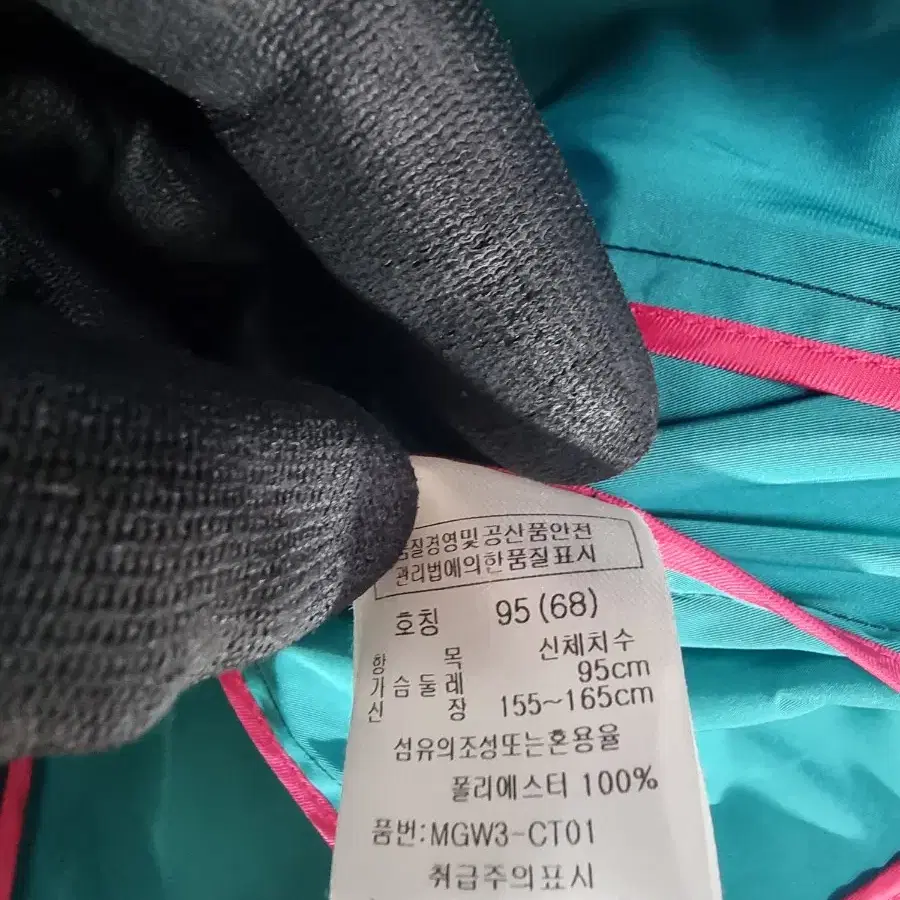 품질경영및 공산품안전
관리법에의한품질표시
호칭 95 (68)
항 목 신체치수
가슴둘레 95cm
신 장 155~165cm
섬유의조성또는혼용율
폴리에스터 100%
품번:MGW3-CT01
취급주의표시